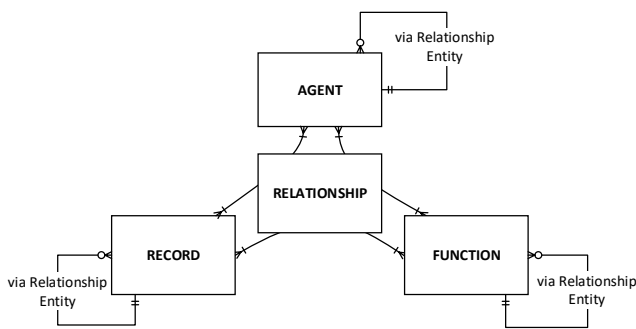 via Relationship
Entity
AGENT
RELATIONSHIP
RECORD
FUNCTION
via Relationship
Entity
via Relationship
Entity